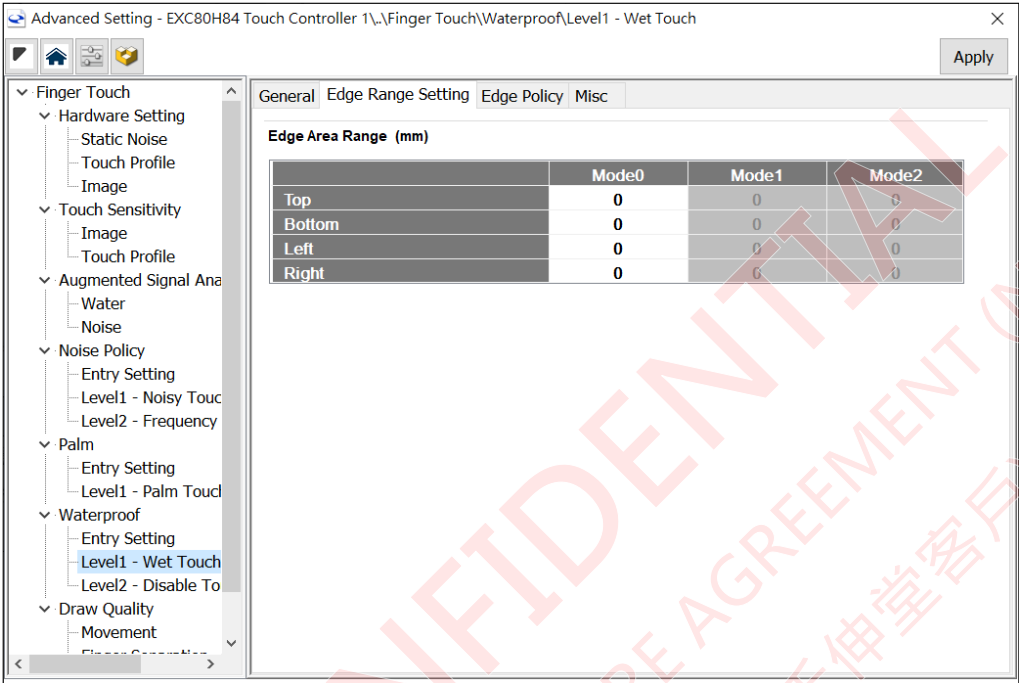 Advanced Setting - EXC80H84 Touch Controller 1\..\Finger Touch\Waterproof\Level1 - Wet Touch
Apply
Finger Touch
Hardware Setting
Static Noise
Touch Profile
Image
Touch Sensitivity
Image
Touch Profile
Augmented Signal Ana
Water
Noise
Noise Policy
Entry Setting
Level1 - Noisy Touc
Level2 - Frequency
Palm
Entry Setting
Level1 - Palm Touch
Waterproof
Entry Setting
Level1 - Wet Touch
Level2 - Disable To
Draw Quality
Movement
Finger Separation
General Edge Range Setting Edge Policy Misc
Edge Area Range (mm)
Mode0 Mode1 Mode2
Top 0 0 0
Bottom 0 0 0
Left 0 0 0
Right 0 0 0
CONFIDENTIAL
AGREEMENT